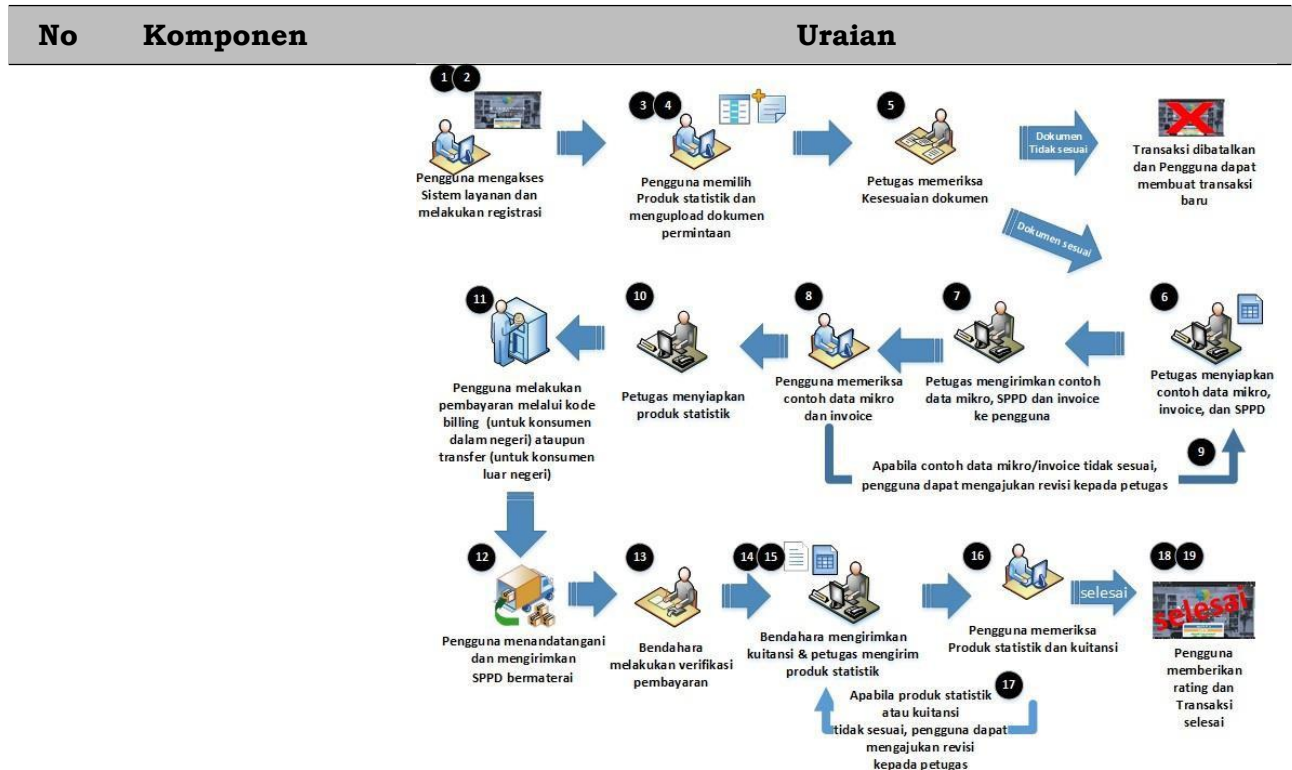 No Komponen Uraian
1 2
Pengguna mengakses
Sistem layanan dan
melakukan registrasi
3 4
Pengguna memilih
Produk statistik dan
mengupload dokumen
permintaan
5
Petugas memeriksa
Kesesuaian dokumen
Dokumen
Tidak sesuai
Transaksi dibatalkan
dan Pengguna dapat
membuat transaksi
baru
Dokumen sesuai
6
Petugas menyiapkan
contoh data mikro,
invoice, dan SPPD
7
Petugas mengirimkan contoh
data mikro, SPPD dan invoice
ke pengguna
8
Pengguna memeriksa
contoh data mikro
dan invoice
9
Apabila contoh data mikro/invoice tidak sesuai,
pengguna dapat mengajukan revisi kepada petugas
10
Petugas menyiapkan
produk statistik
11
Pengguna melakukan
pembayaran melalui kode
billing (untuk konsumen
dalam negeri) ataupun
transfer (untuk konsumen
luar negeri)
12
Pengguna menandatangani
dan mengirimkan
SPPD bermaterai
13
Bendahara
melakukan verifikasi
pembayaran
14 15
Bendahara mengirimkan
kuitansi & petugas mengirim
produk statistik
16
Pengguna memeriksa
Produk statistik dan kuitansi
17
Apabila produk statistik
atau kuitansi
tidak sesuai, pengguna dapat
mengajukan revisi
kepada petugas
selesai
18 19
selesai
Pengguna
memberikan
rating dan
Transaksi
selesai